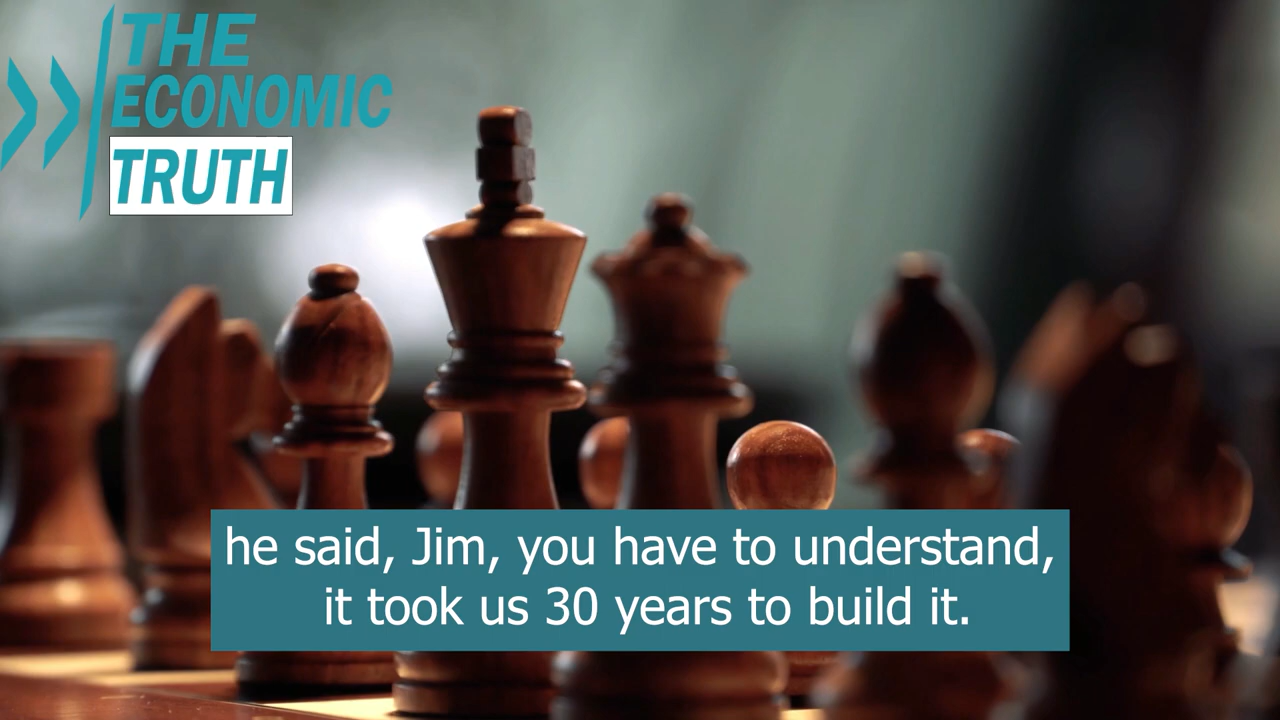 THE
ECONOMIC
TRUTH
he said, Jim, you have to understand,
it took us 30 years to build it.